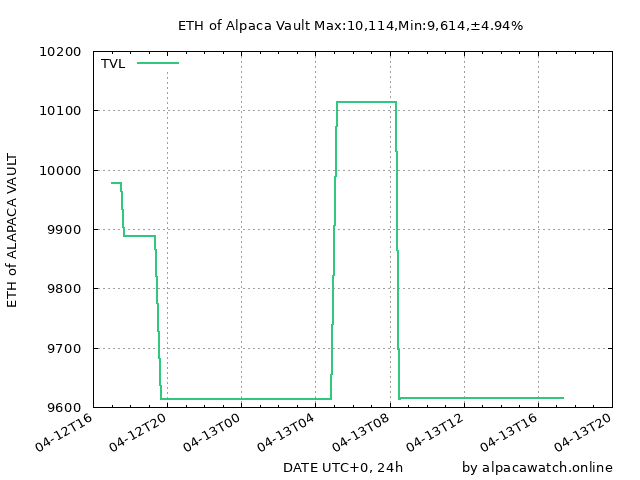 ETH of Alpaca Vault Max:10,114,Min:9,614,±4.94%
TVL
10200
10100
10000
9900
9800
9700
9600
ETH of ALAPACA VAULT
04-12T16
04-12T20
04-13T00
04-13T04
04-13T08
04-13T12
04-13T16
04-13T20
DATE UTC+0, 24h
by alpacawatch.online